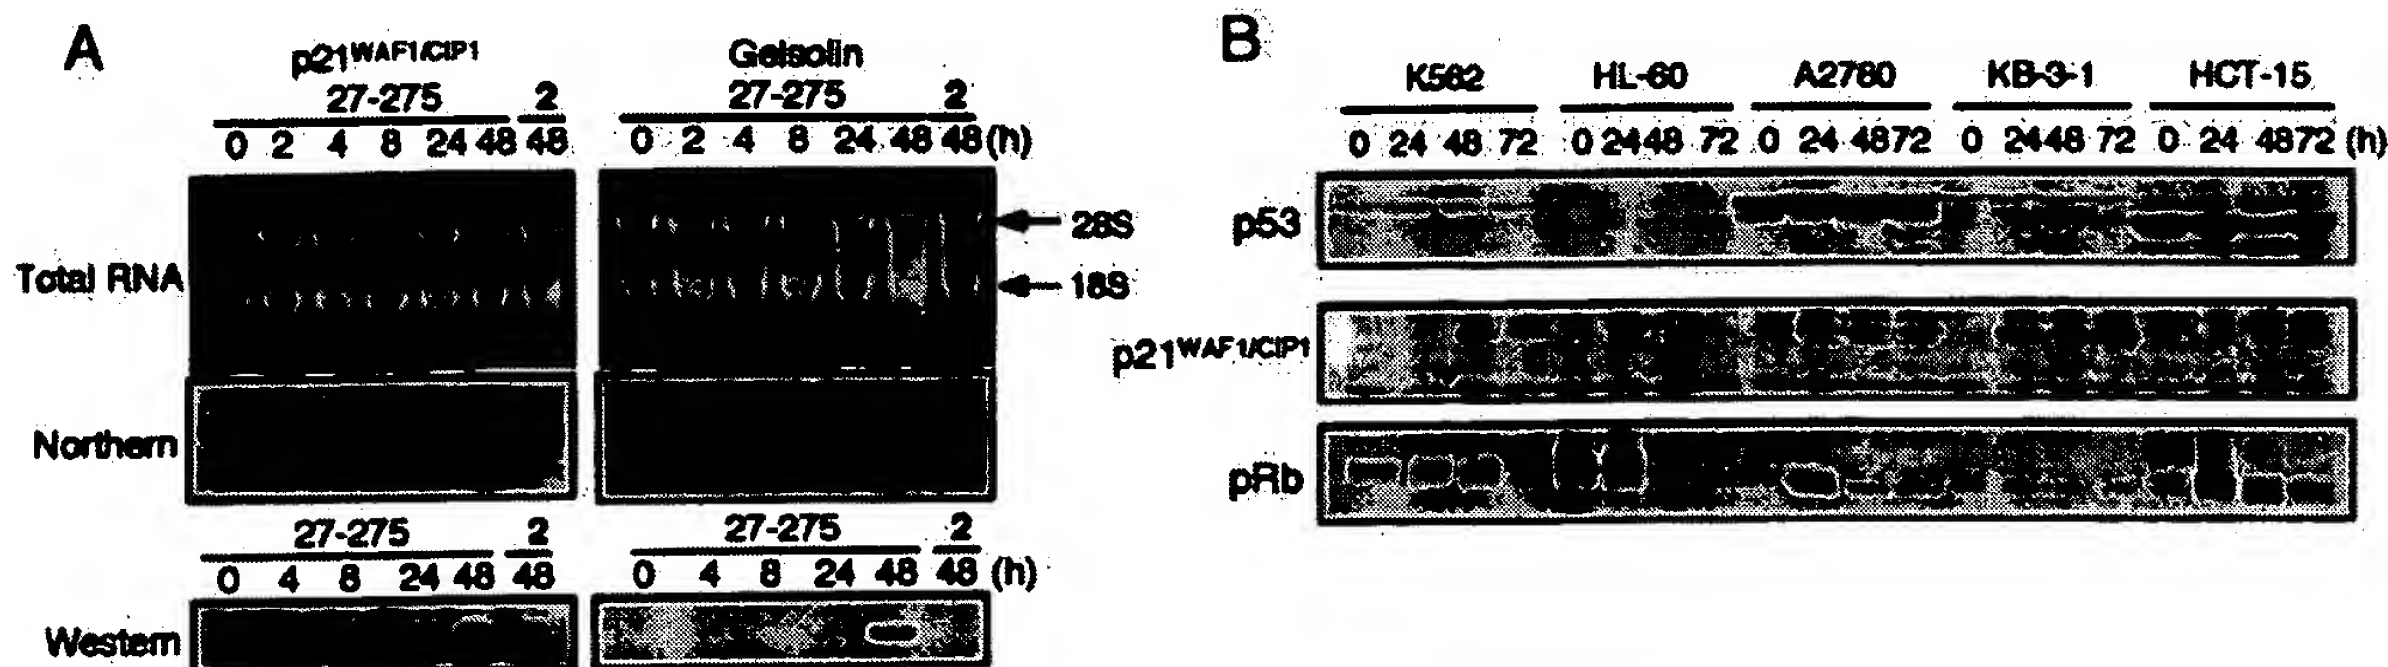 A
p21WAF1/CIP1
27-275 2
0 2 4 8 24 48 48
Gelsolin
27-275 2
0 2 4 8 24 48 48 (h)
28S
18S
Total RNA
Northern
27-275 2
0 4 8 24 48 48
27-275 2
0 4 8 24 48 48 (h)
Western
B
K562 HL-60 A2780 KB-3-1 HCT-15
0 24 48 72 0 24 48 72 0 24 48 72 0 24 48 72 0 24 48 72 (h)
p53
p21WAF1/CIP1
pRb